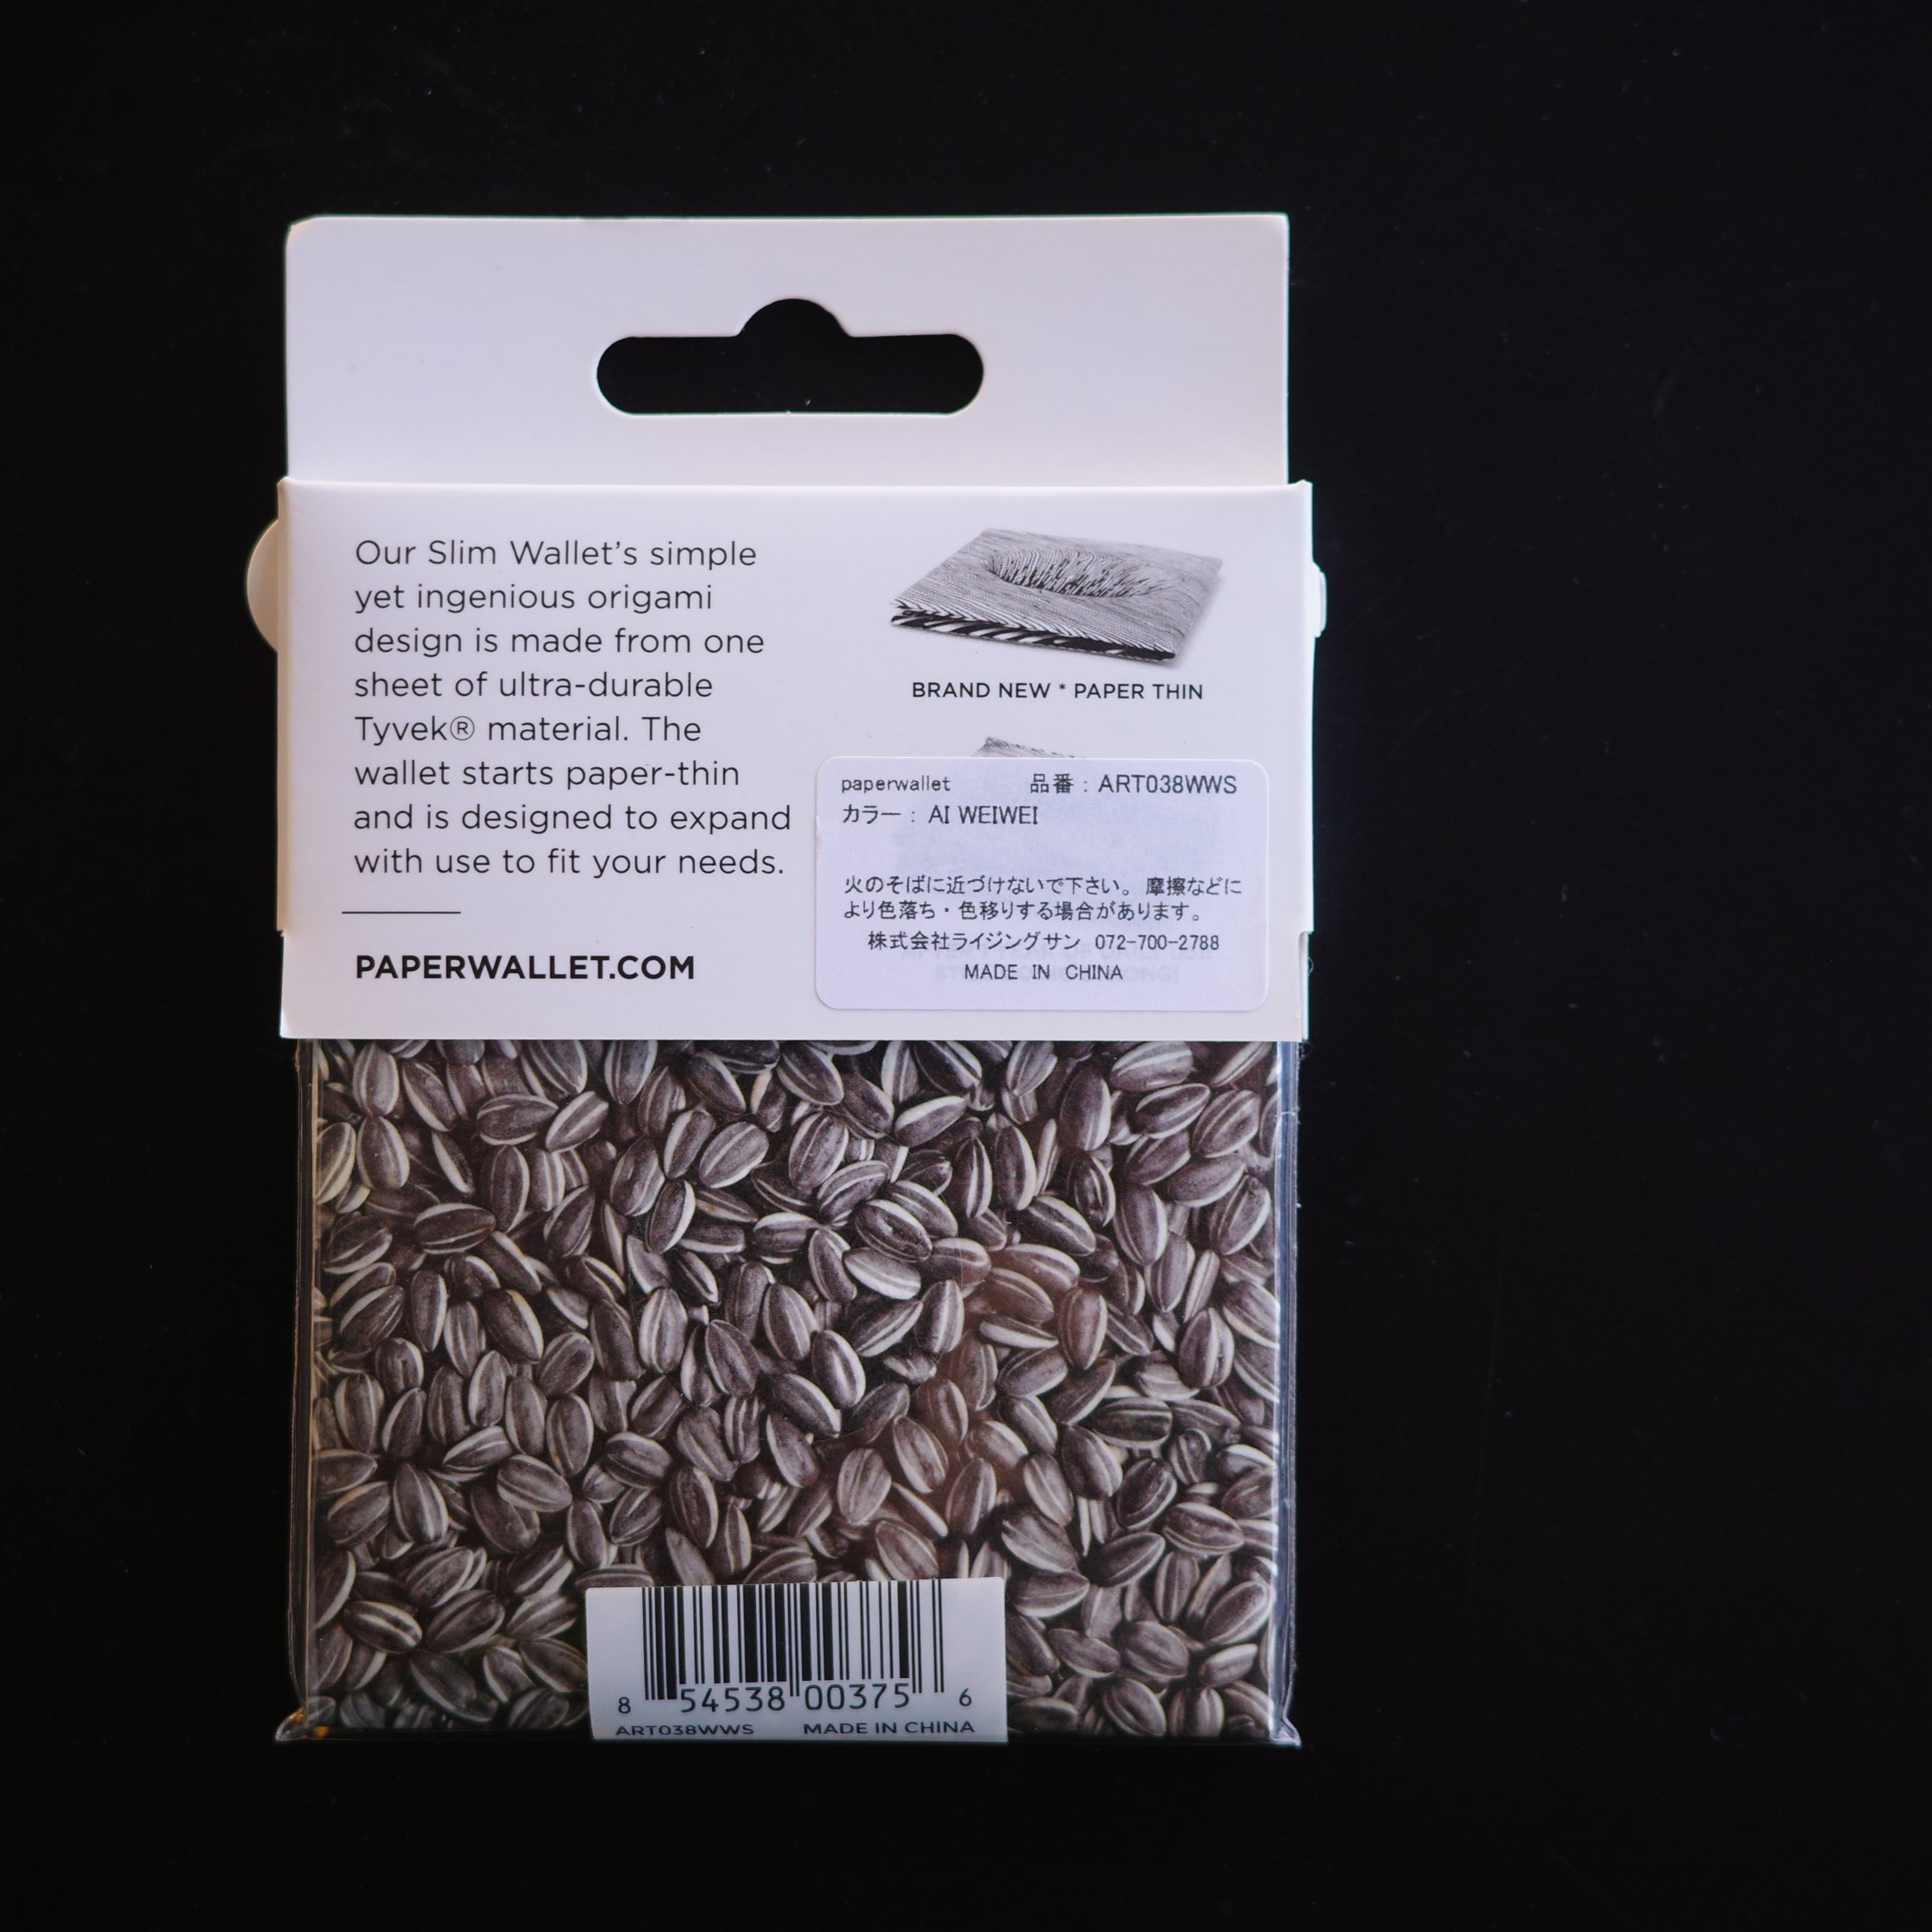 Our Slim Wallet's simple
yet ingenious origami
design is made from one
sheet of ultra-durable
Tyvek® material. The
wallet starts paper-thin
and is designed to expand
with use to fit your needs.
PAPERWALLET.COM
BRAND NEW * PAPER THIN
paperwallet 品番：ART038WWS
カラー：AI WEIWEI
火のそばに近づけないで下さい。摩擦などに
より色落ち・色移りする場合があります。
株式会社ライジングサン 072-700-2788
MADE IN CHINA
8 54538 00375 6
ART038WWS MADE IN CHINA